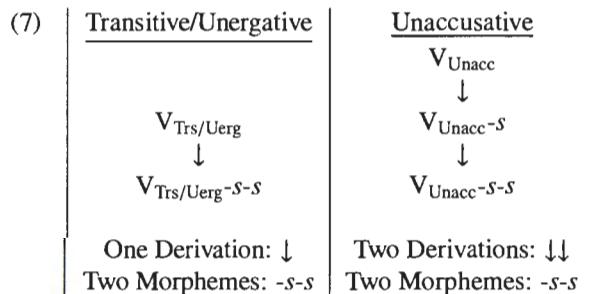 (7) Transitive/Unergative Unaccusative
V_Unacc
↓
V_Trs/Uerg V_Unacc-s
↓ ↓
V_Trs/Uerg-s-s V_Unacc-s-s
One Derivation: ↓ Two Derivations: ↓↓
Two Morphemes: -s-s Two Morphemes: -s-s